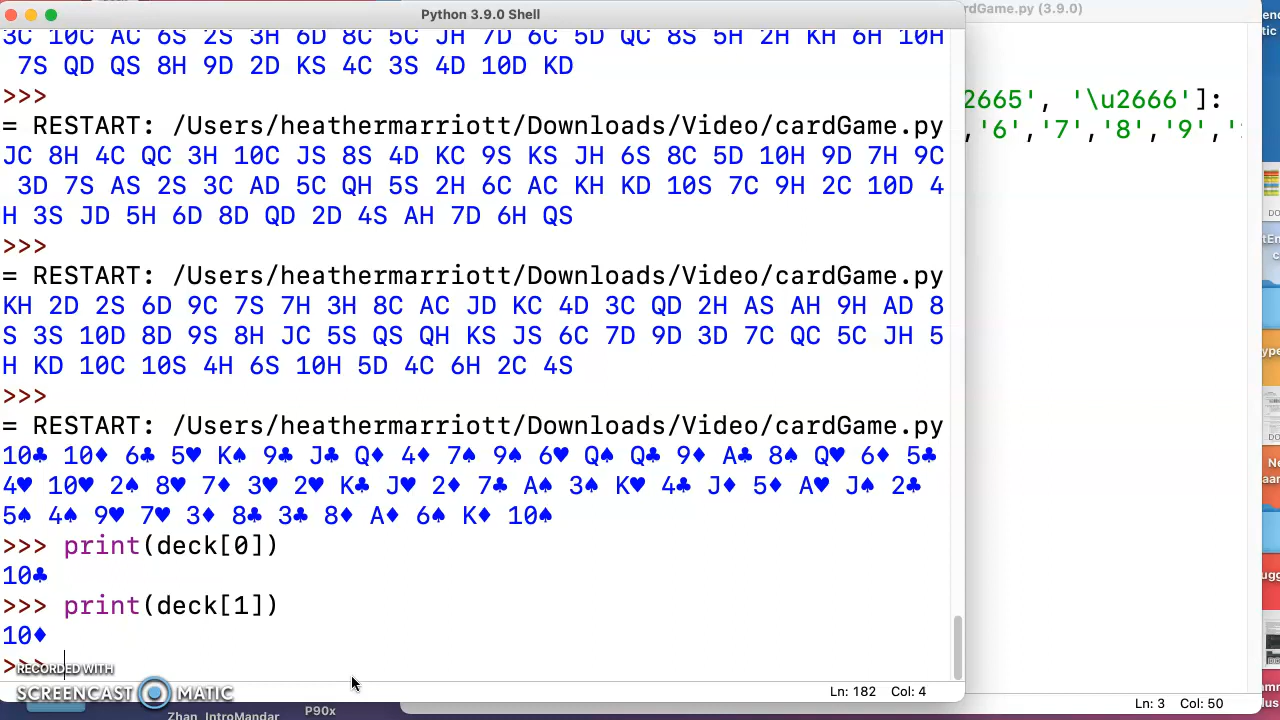 Python 3.9.0 Shell
rdGame.py (3.9.0)
3C 10C AC 6S 2S 3H 6D 8C 5C JH 7D 6C 5D QC 8S 5H 2H KH 6H 10H
7S QD QS 8H 9D 2D KS 4C 3S 4D 10D KD
>>>
= RESTART: /Users/heathermarriott/Downloads/Video/cardGame.py
JC 8H 4C QC 3H 10C JS 8S 4D KC 9S KS JH 6S 8C 5D 10H 9D 7H 9C
3D 7S AS 2S 3C AD 5C QH 5S 2H 6C AC KH KD 10S 7C 9H 2C 10D 4
H 3S JD 5H 6D 8D QD 2D 4S AH 7D 6H QS
>>>
= RESTART: /Users/heathermarriott/Downloads/Video/cardGame.py
KH 2D 2S 6D 9C 7S 7H 3H 8C AC JD KC 4D 3C QD 2H AS AH 9H AD 8
S 3S 10D 8D 9S 8H JC 5S QS QH KS JS 6C 7D 9D 3D 7C QC 5C JH 5
H KD 10C 10S 4H 6S 10H 5D 4C 6H 2C 4S
>>>
= RESTART: /Users/heathermarriott/Downloads/Video/cardGame.py
10♣ 10♦ 6♣ 5♥ K♠ 9♣ J♣ Q♦ 4♦ 7♠ 9♠ 6♥ Q♠ Q♣ 9♦ A♣ 8♠ Q♥ 6♦ 5♣
4♥ 10♥ 2♠ 8♥ 7♦ 3♥ 2♥ K♣ J♥ 2♦ 7♣ A♠ 3♠ K♥ 4♣ J♦ 5♦ A♥ J♠ 2♣
5♠ 4♠ 9♥ 7♥ 3♦ 8♣ 3♣ 8♦ A♦ 6♠ K♦ 10♠
>>> print(deck[0])
10♣
>>> print(deck[1])
10♦
>>>
RECORDED WITH
SCREENCAST MATIC
Ln: 182 Col: 4
2665', '\u2666']:
,'6','7','8','9','
Ln: 3 Col: 50
Zhan_IntroMandar
P90x